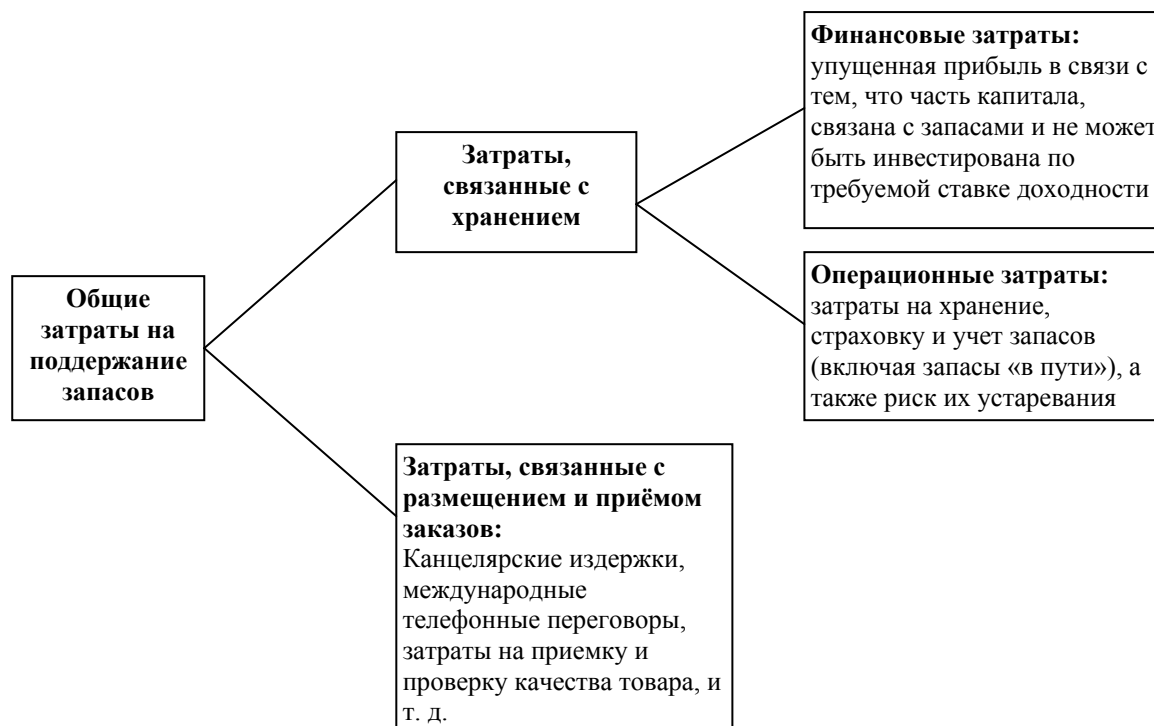 Общие
затраты на
поддержание
запасов
Затраты,
связанные с
хранением
Финансовые затраты:
упущенная прибыль в связи с
тем, что часть капитала,
связана с запасами и не может
быть инвестирована по
требуемой ставке доходности
Операционные затраты:
затраты на хранение,
страховку и учет запасов
(включая запасы «в пути»), а
также риск их устаревания
Затраты, связанные с
размещением и приёмом
заказов:
Канцелярские издержки,
международные
телефонные переговоры,
затраты на приемку и
проверку качества товара, и
т. д.